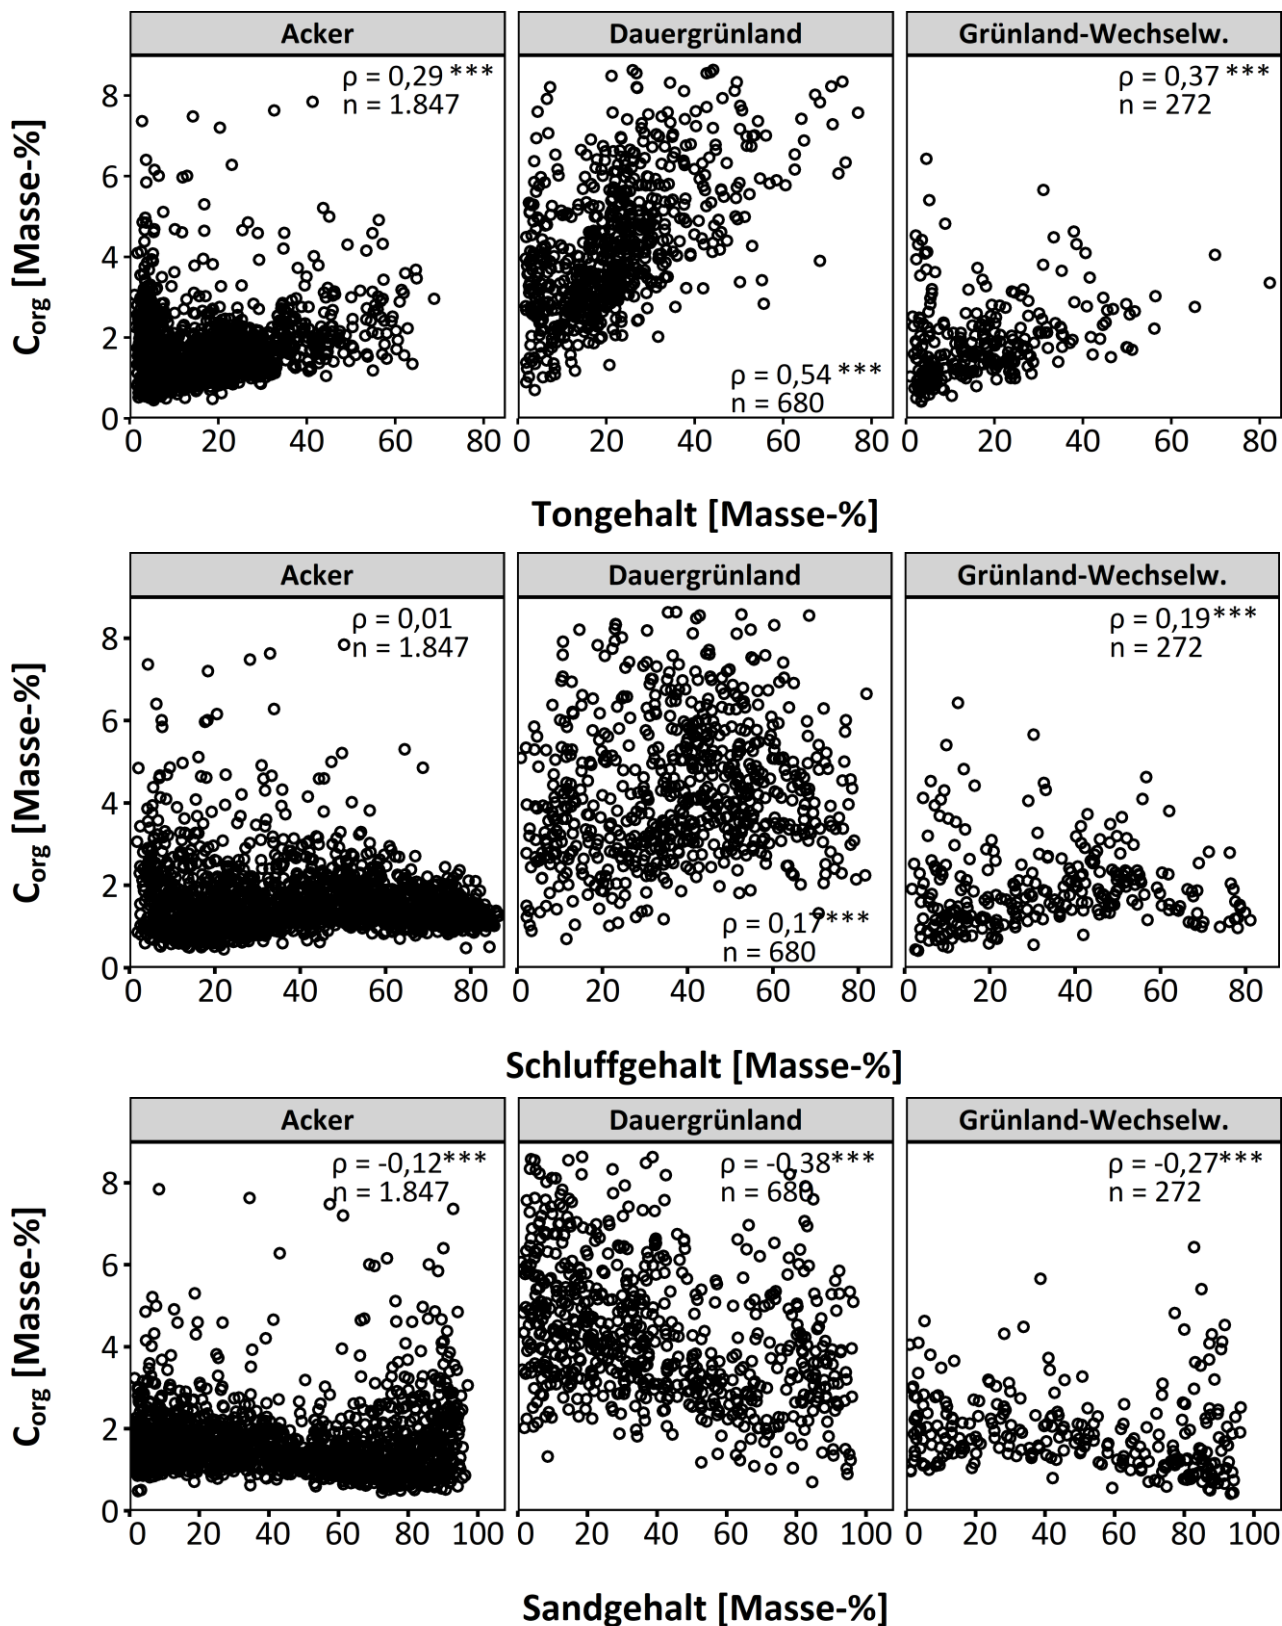 Acker Dauergrünland Grünland-Wechselw.
ρ = 0,29 *** ρ = 0,37 ***
n = 1.847 n = 272
ρ = 0,54 ***
n = 680
Corg [Masse-%]
8
6
4
2
0
0 20 40 60 80 0 20 40 60 80 0 20 40 60 80
Tongehalt [Masse-%]
Acker Dauergrünland Grünland-Wechselw.
ρ = 0,01 ρ = 0,19***
n = 1.847 n = 272
ρ = 0,17***
n = 680
Corg [Masse-%]
8
6
4
2
0
0 20 40 60 80 0 20 40 60 80 0 20 40 60 80
Schluffgehalt [Masse-%]
Acker Dauergrünland Grünland-Wechselw.
ρ = -0,12*** ρ = -0,38*** ρ = -0,27***
n = 1.847 n = 680 n = 272
Corg [Masse-%]
8
6
4
2
0
0 20 40 60 80 100 0 20 40 60 80 100 0 20 40 60 80 100
Sandgehalt [Masse-%]